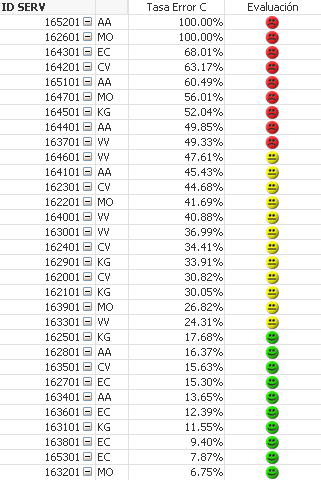 ID SERV Tasa Error C Evaluación
165201 AA 100.00%
162601 MO 100.00%
164301 EC 68.01%
164201 CV 63.17%
165101 AA 60.49%
164701 MO 56.01%
164501 KG 52.04%
164401 AA 49.85%
163701 VV 49.33%
164601 VV 47.61%
164101 AA 45.43%
162301 CV 44.68%
162201 MO 41.69%
164001 VV 40.88%
163001 VV 36.99%
162401 CV 34.41%
162901 KG 33.91%
162001 CV 30.82%
162101 KG 30.05%
163901 MO 26.82%
163301 VV 24.31%
162501 KG 17.68%
162801 AA 16.37%
163501 CV 15.63%
162701 EC 15.30%
163401 AA 13.65%
163601 EC 12.39%
163101 KG 11.55%
163801 EC 9.40%
165301 EC 7.87%
163201 MO 6.75%